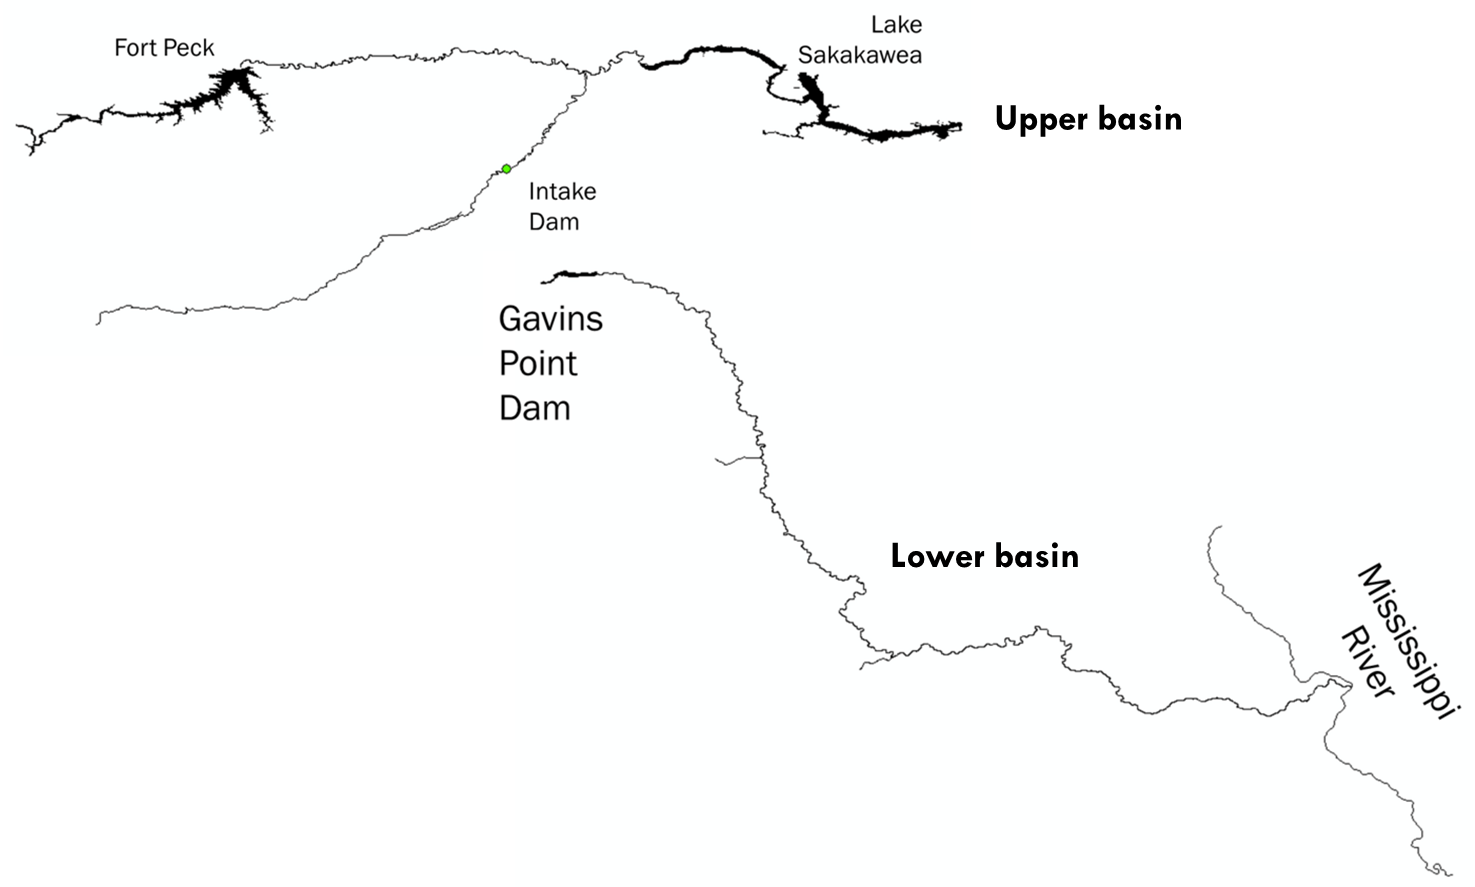 Fort Peck
Lake
Sakakawea
Upper basin
Intake
Dam
Gavins
Point
Dam
Lower basin
Mississippi
River